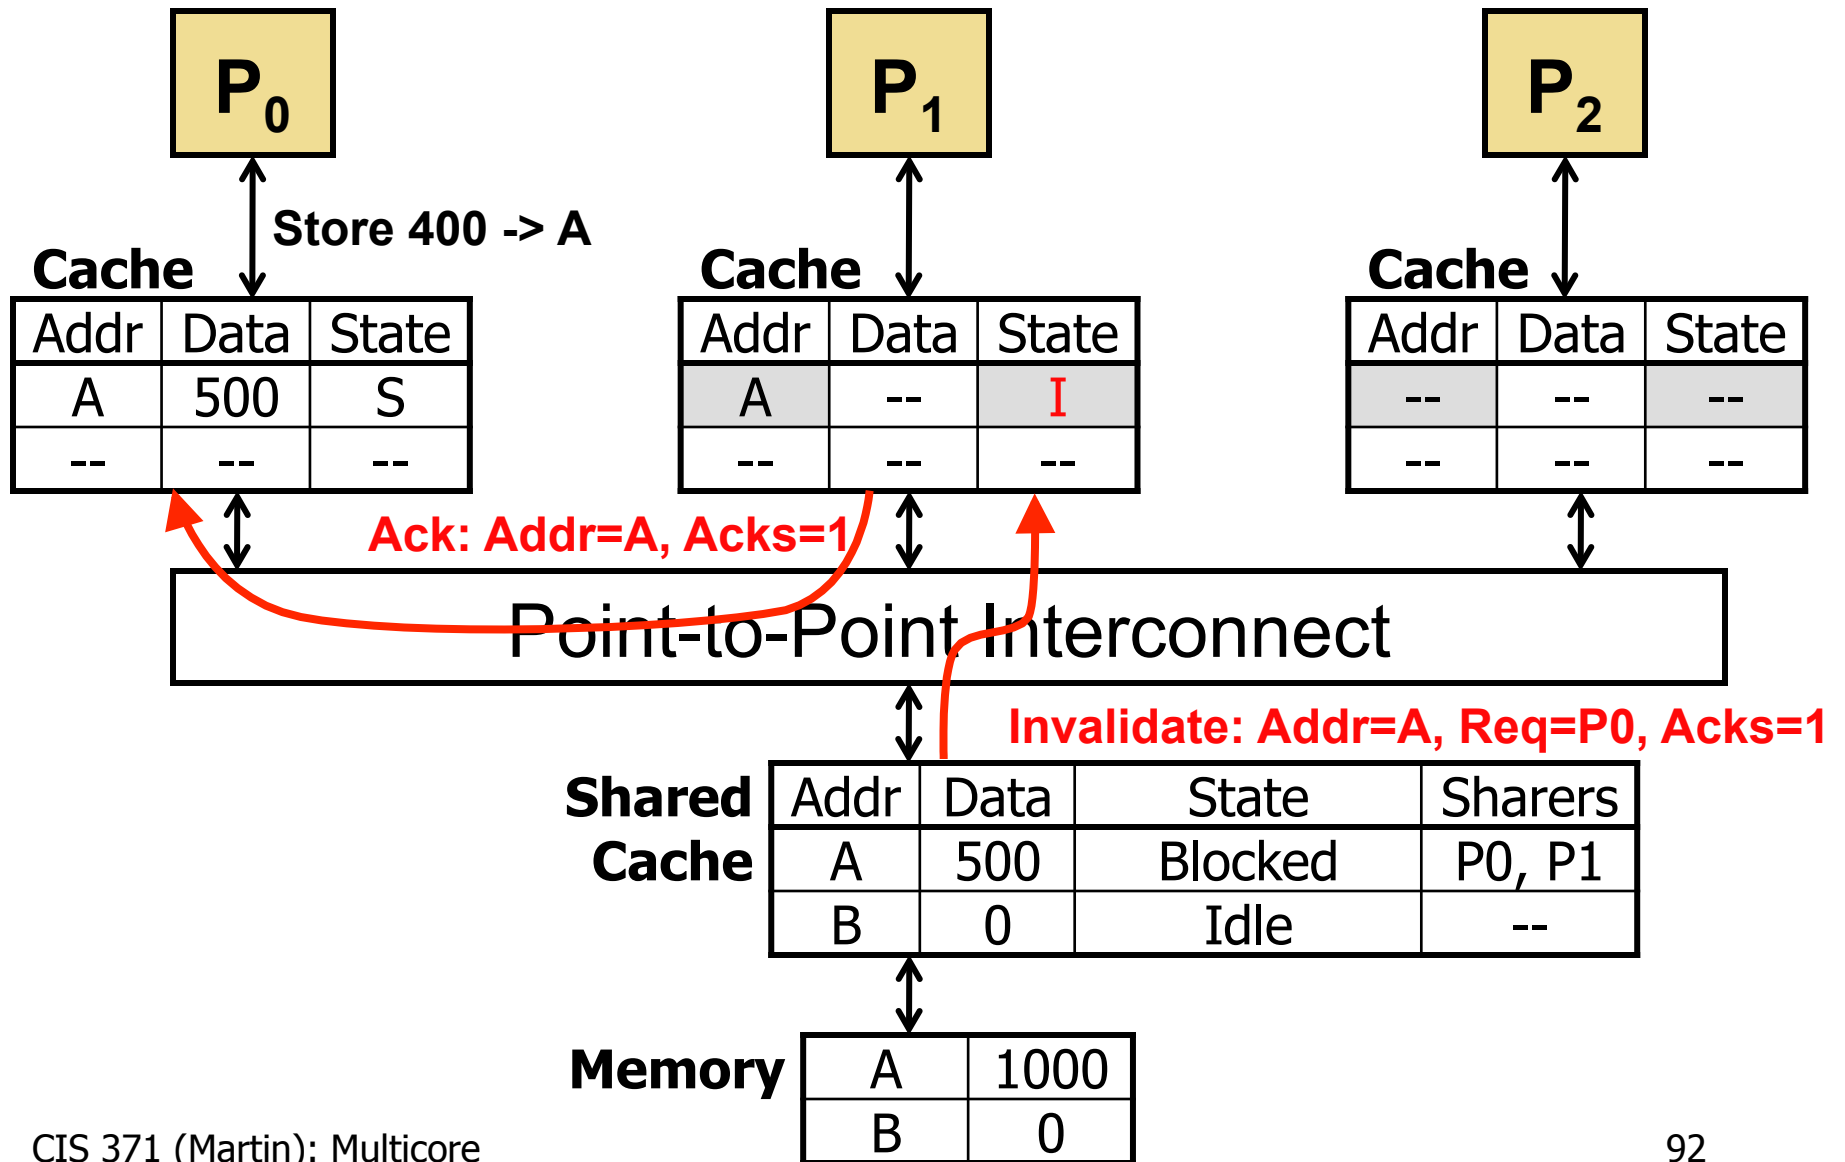 P0 P1 P2
Store 400 -> A
Cache Cache Cache
Addr Data State Addr Data State Addr Data State
A 500 S A -- I -- -- --
-- -- -- -- -- -- -- -- --
Ack: Addr=A, Acks=1
Point-to-Point Interconnect
Invalidate: Addr=A, Req=P0, Acks=1
Shared Addr Data State Sharers
Cache A 500 Blocked P0, P1
B 0 Idle --
Memory A 1000
B 0
CIS 371 (Martin): Multicore 92